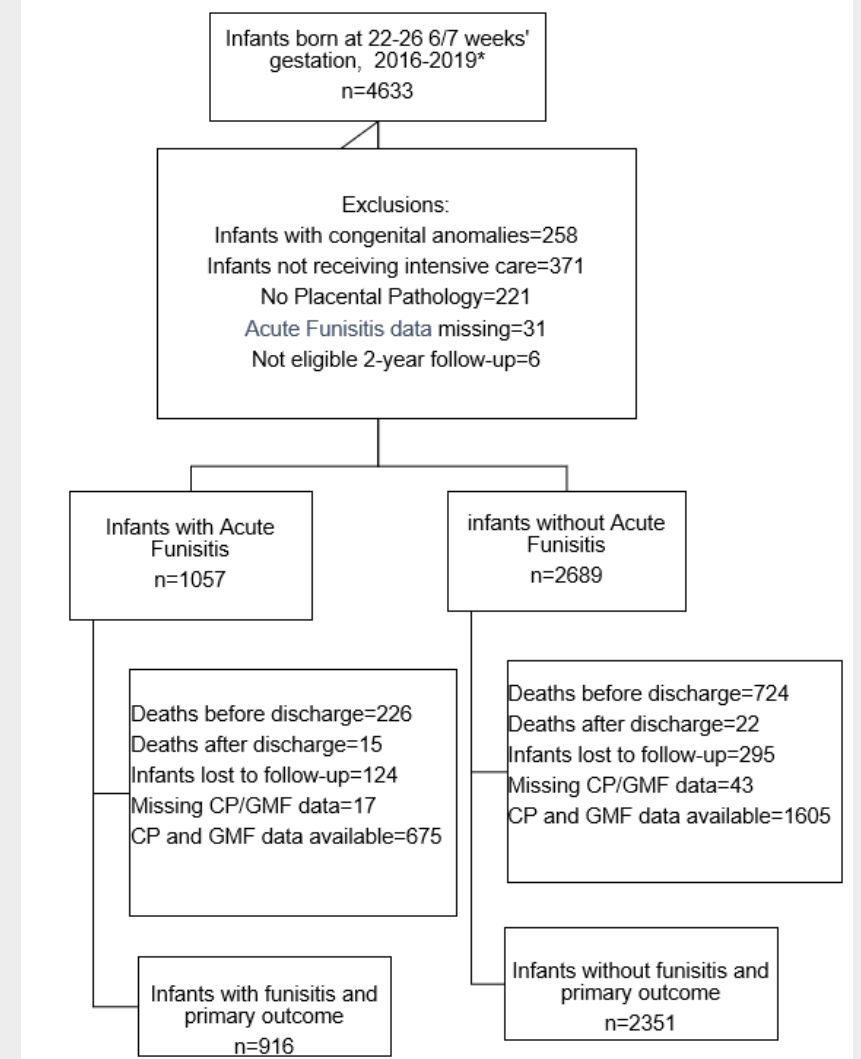 Infants born at 22-26 6/7 weeks'
gestation, 2016-2019*
n=4633
Exclusions:
Infants with congenital anomalies=258
Infants not receiving intensive care=371
No Placental Pathology=221
Acute Funisitis data missing=31
Not eligible 2-year follow-up=6
Infants with Acute
Funisitis
n=1057
infants without Acute
Funisitis
n=2689
Deaths before discharge=226
Deaths after discharge=15
Infants lost to follow-up=124
Missing CP/GMF data=17
CP and GMF data available=675
Deaths before discharge=724
Deaths after discharge=22
Infants lost to follow-up=295
Missing CP/GMF data=43
CP and GMF data available=1605
Infants with funisitis and
primary outcome
n=916
Infants without funisitis and
primary outcome
n=2351